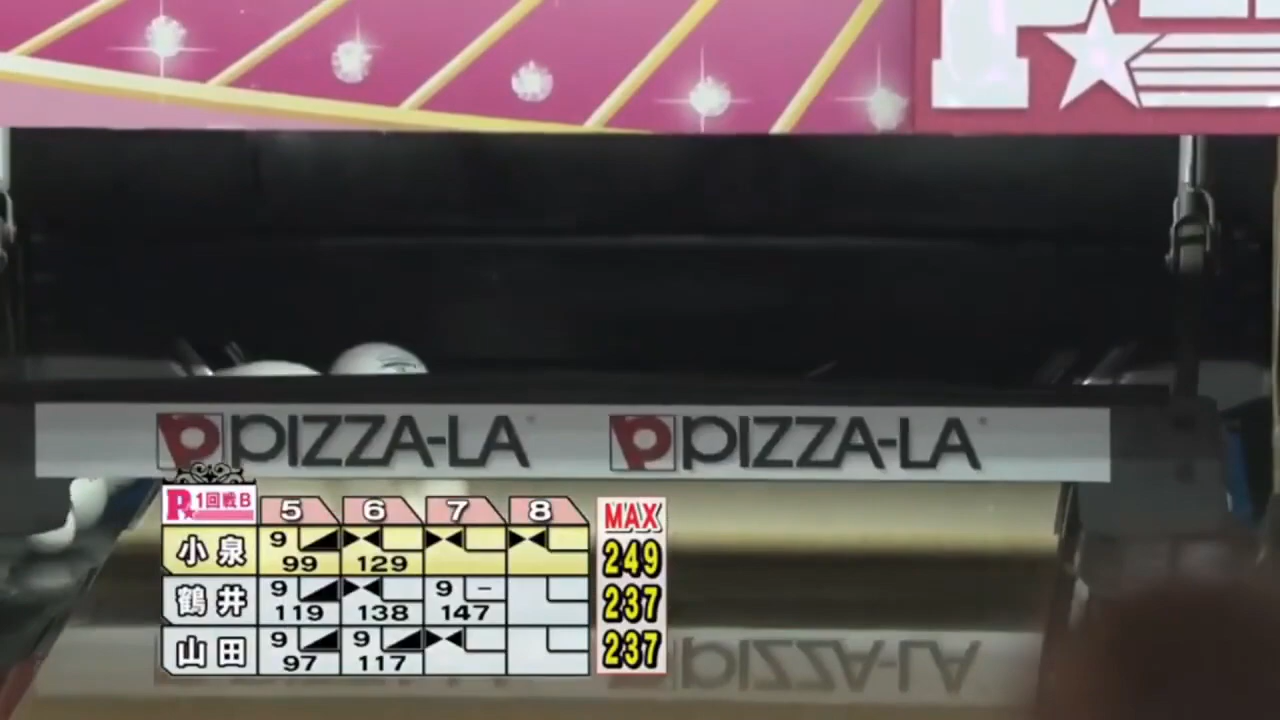 P PIZZA-LA P PIZZA-LA
P★ 1回戦B 5 6 7 8 MAX
小泉 9 249
99 129
鶴井 9 9 - 237
119 138 147
山田 9 9 237
97 117